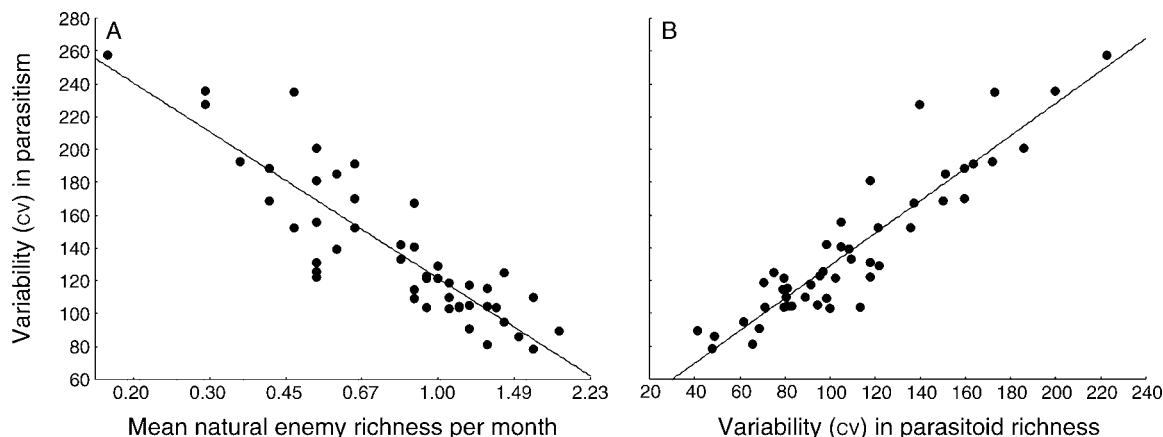 A
B
Variability (CV) in parasitism
280
260
240
220
200
180
160
140
120
100
80
60
0.20 0.30 0.45 0.67 1.00 1.49 2.23
20 40 60 80 100 120 140 160 180 200 220 240
Mean natural enemy richness per month
Variability (CV) in parasitoid richness